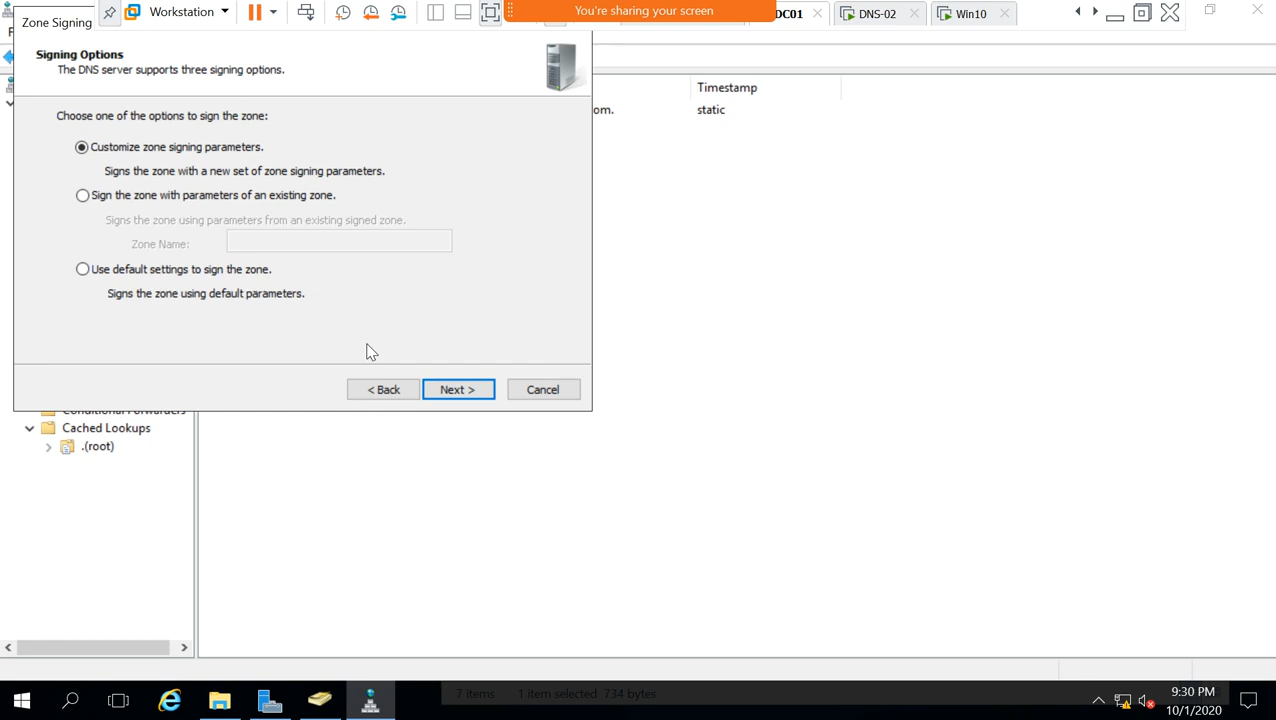 Zone Signing
Workstation
You're sharing your screen
DC01
DNS-02
Win10
Signing Options
The DNS server supports three signing options.
Timestamp
om.
static
Choose one of the options to sign the zone:
Customize zone signing parameters.
Signs the zone with a new set of zone signing parameters.
Sign the zone with parameters of an existing zone.
Signs the zone using parameters from an existing signed zone.
Zone Name:
Use default settings to sign the zone.
Signs the zone using default parameters.
< Back
Next >
Cancel
Conditional Forwarders
Cached Lookups
.(root)
7 items
1 item selected 734 bytes
9:30 PM
10/1/2020